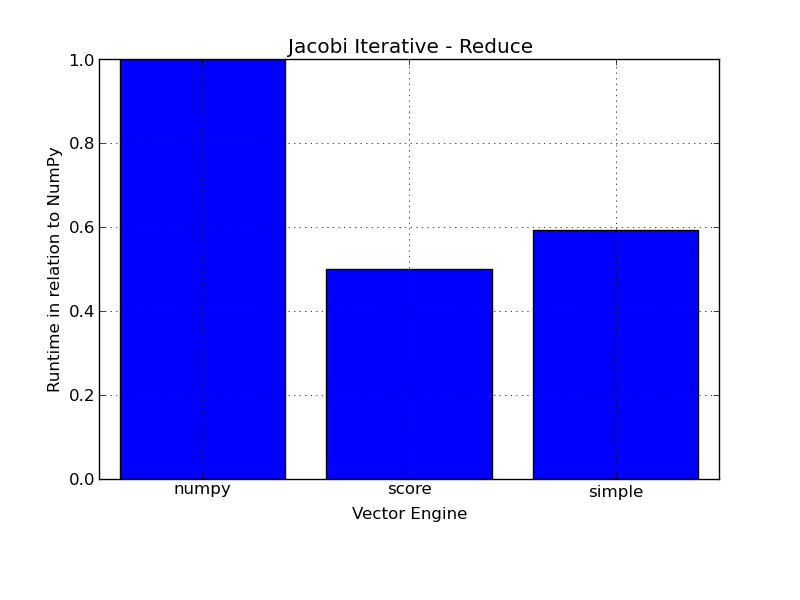 Jacobi Iterative - Reduce
Runtime in relation to NumPy
1.0
0.8
0.6
0.4
0.2
0.0
numpy score simple
Vector Engine